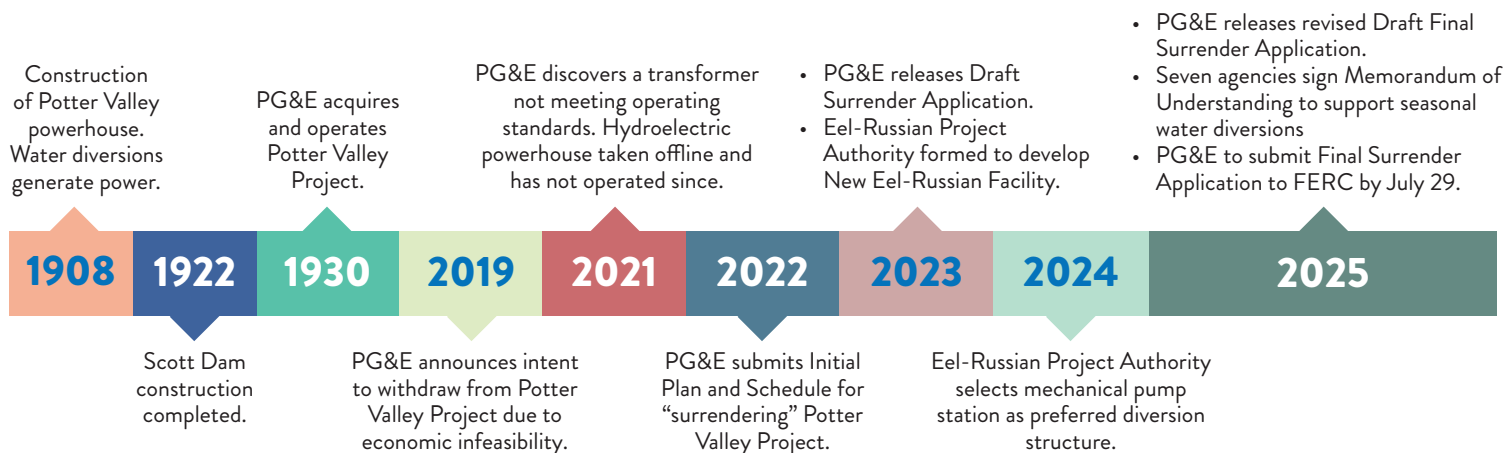 Construction
of Potter Valley
powerhouse.
Water diversions
generate power.
PG&E acquires
and operates
Potter Valley
Project.
PG&E discovers a transformer
not meeting operating
standards. Hydroelectric
powerhouse taken offline and
has not operated since.
• PG&E releases Draft
Surrender Application.
• Eel-Russian Project
Authority formed to develop
New Eel-Russian Facility.
• PG&E releases revised Draft Final
Surrender Application.
• Seven agencies sign Memorandum of
Understanding to support seasonal
water diversions
• PG&E to submit Final Surrender
Application to FERC by July 29.
1908 1922 1930 2019 2021 2022 2023 2024 2025
Scott Dam
construction
completed.
PG&E announces intent
to withdraw from Potter
Valley Project due to
economic infeasibility.
PG&E submits Initial
Plan and Schedule for
“surrendering” Potter
Valley Project.
Eel-Russian Project Authority
selects mechanical pump
station as preferred diversion
structure.